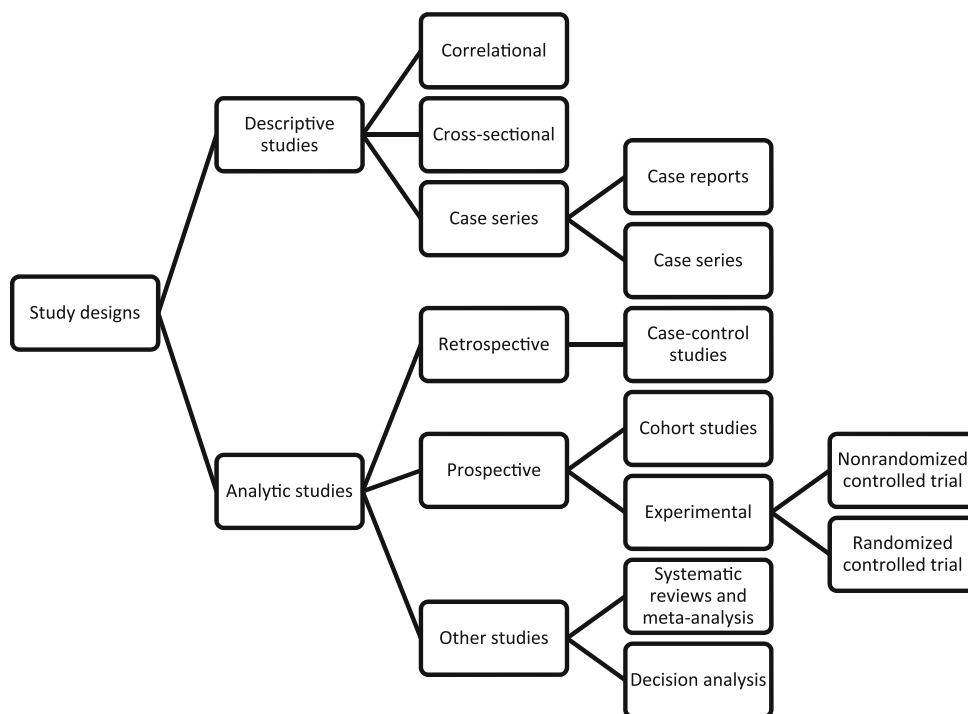 Study designs
Descriptive
studies
Correlational
Cross-sectional
Case series
Case reports
Case series
Analytic studies
Retrospective
Case-control
studies
Prospective
Cohort studies
Experimental
Nonrandomized
controlled trial
Randomized
controlled trial
Other studies
Systematic
reviews and
meta-analysis
Decision analysis